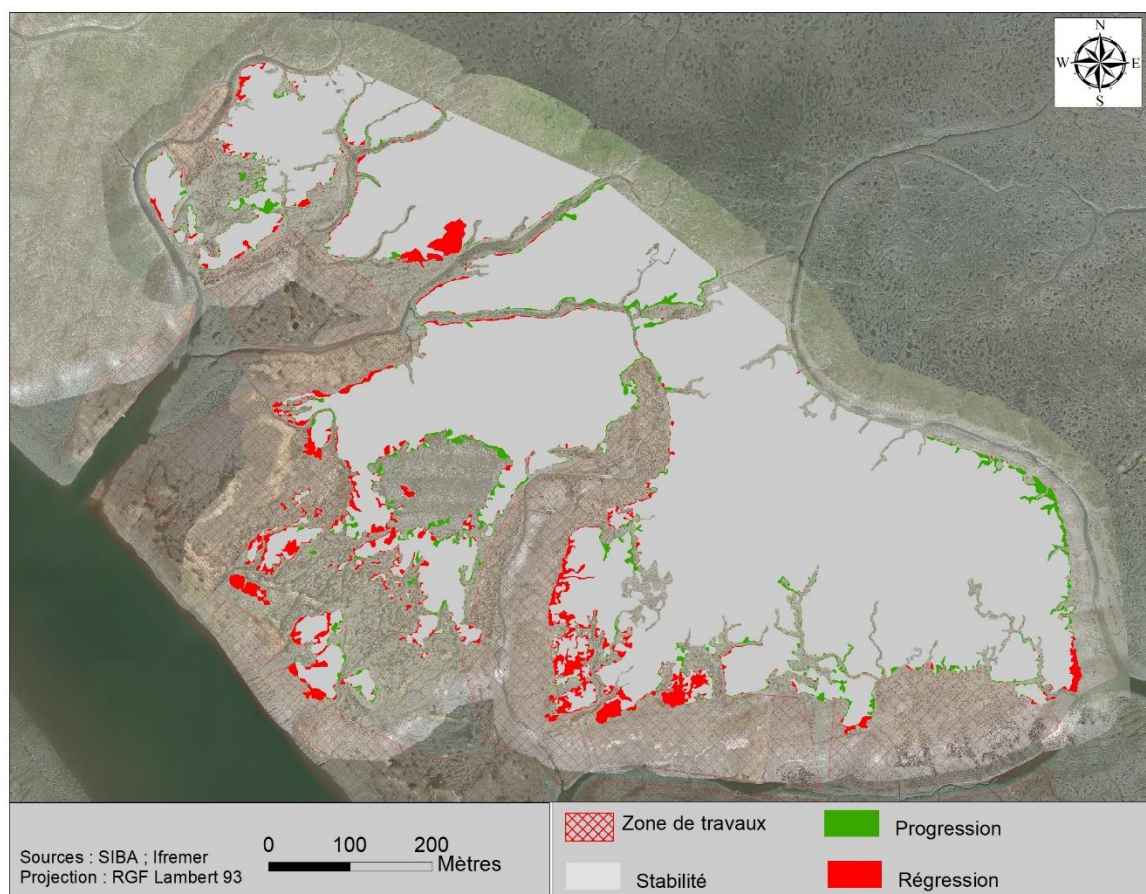 N
W E
S
Sources : SIBA ; Ifremer
Projection : RGF Lambert 93
0 100 200
Mètres
Zone de travaux
Progression
Stabilité
Régression